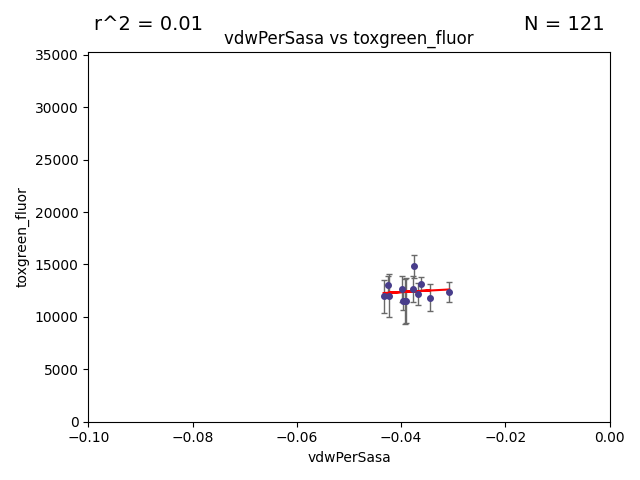 r^2 = 0.01
N = 121
vdwPerSasa vs toxgreen_fluor
35000
30000
25000
20000
15000
10000
5000
0
toxgreen_fluor
−0.10
−0.08
−0.06
−0.04
−0.02
0.00
vdwPerSasa